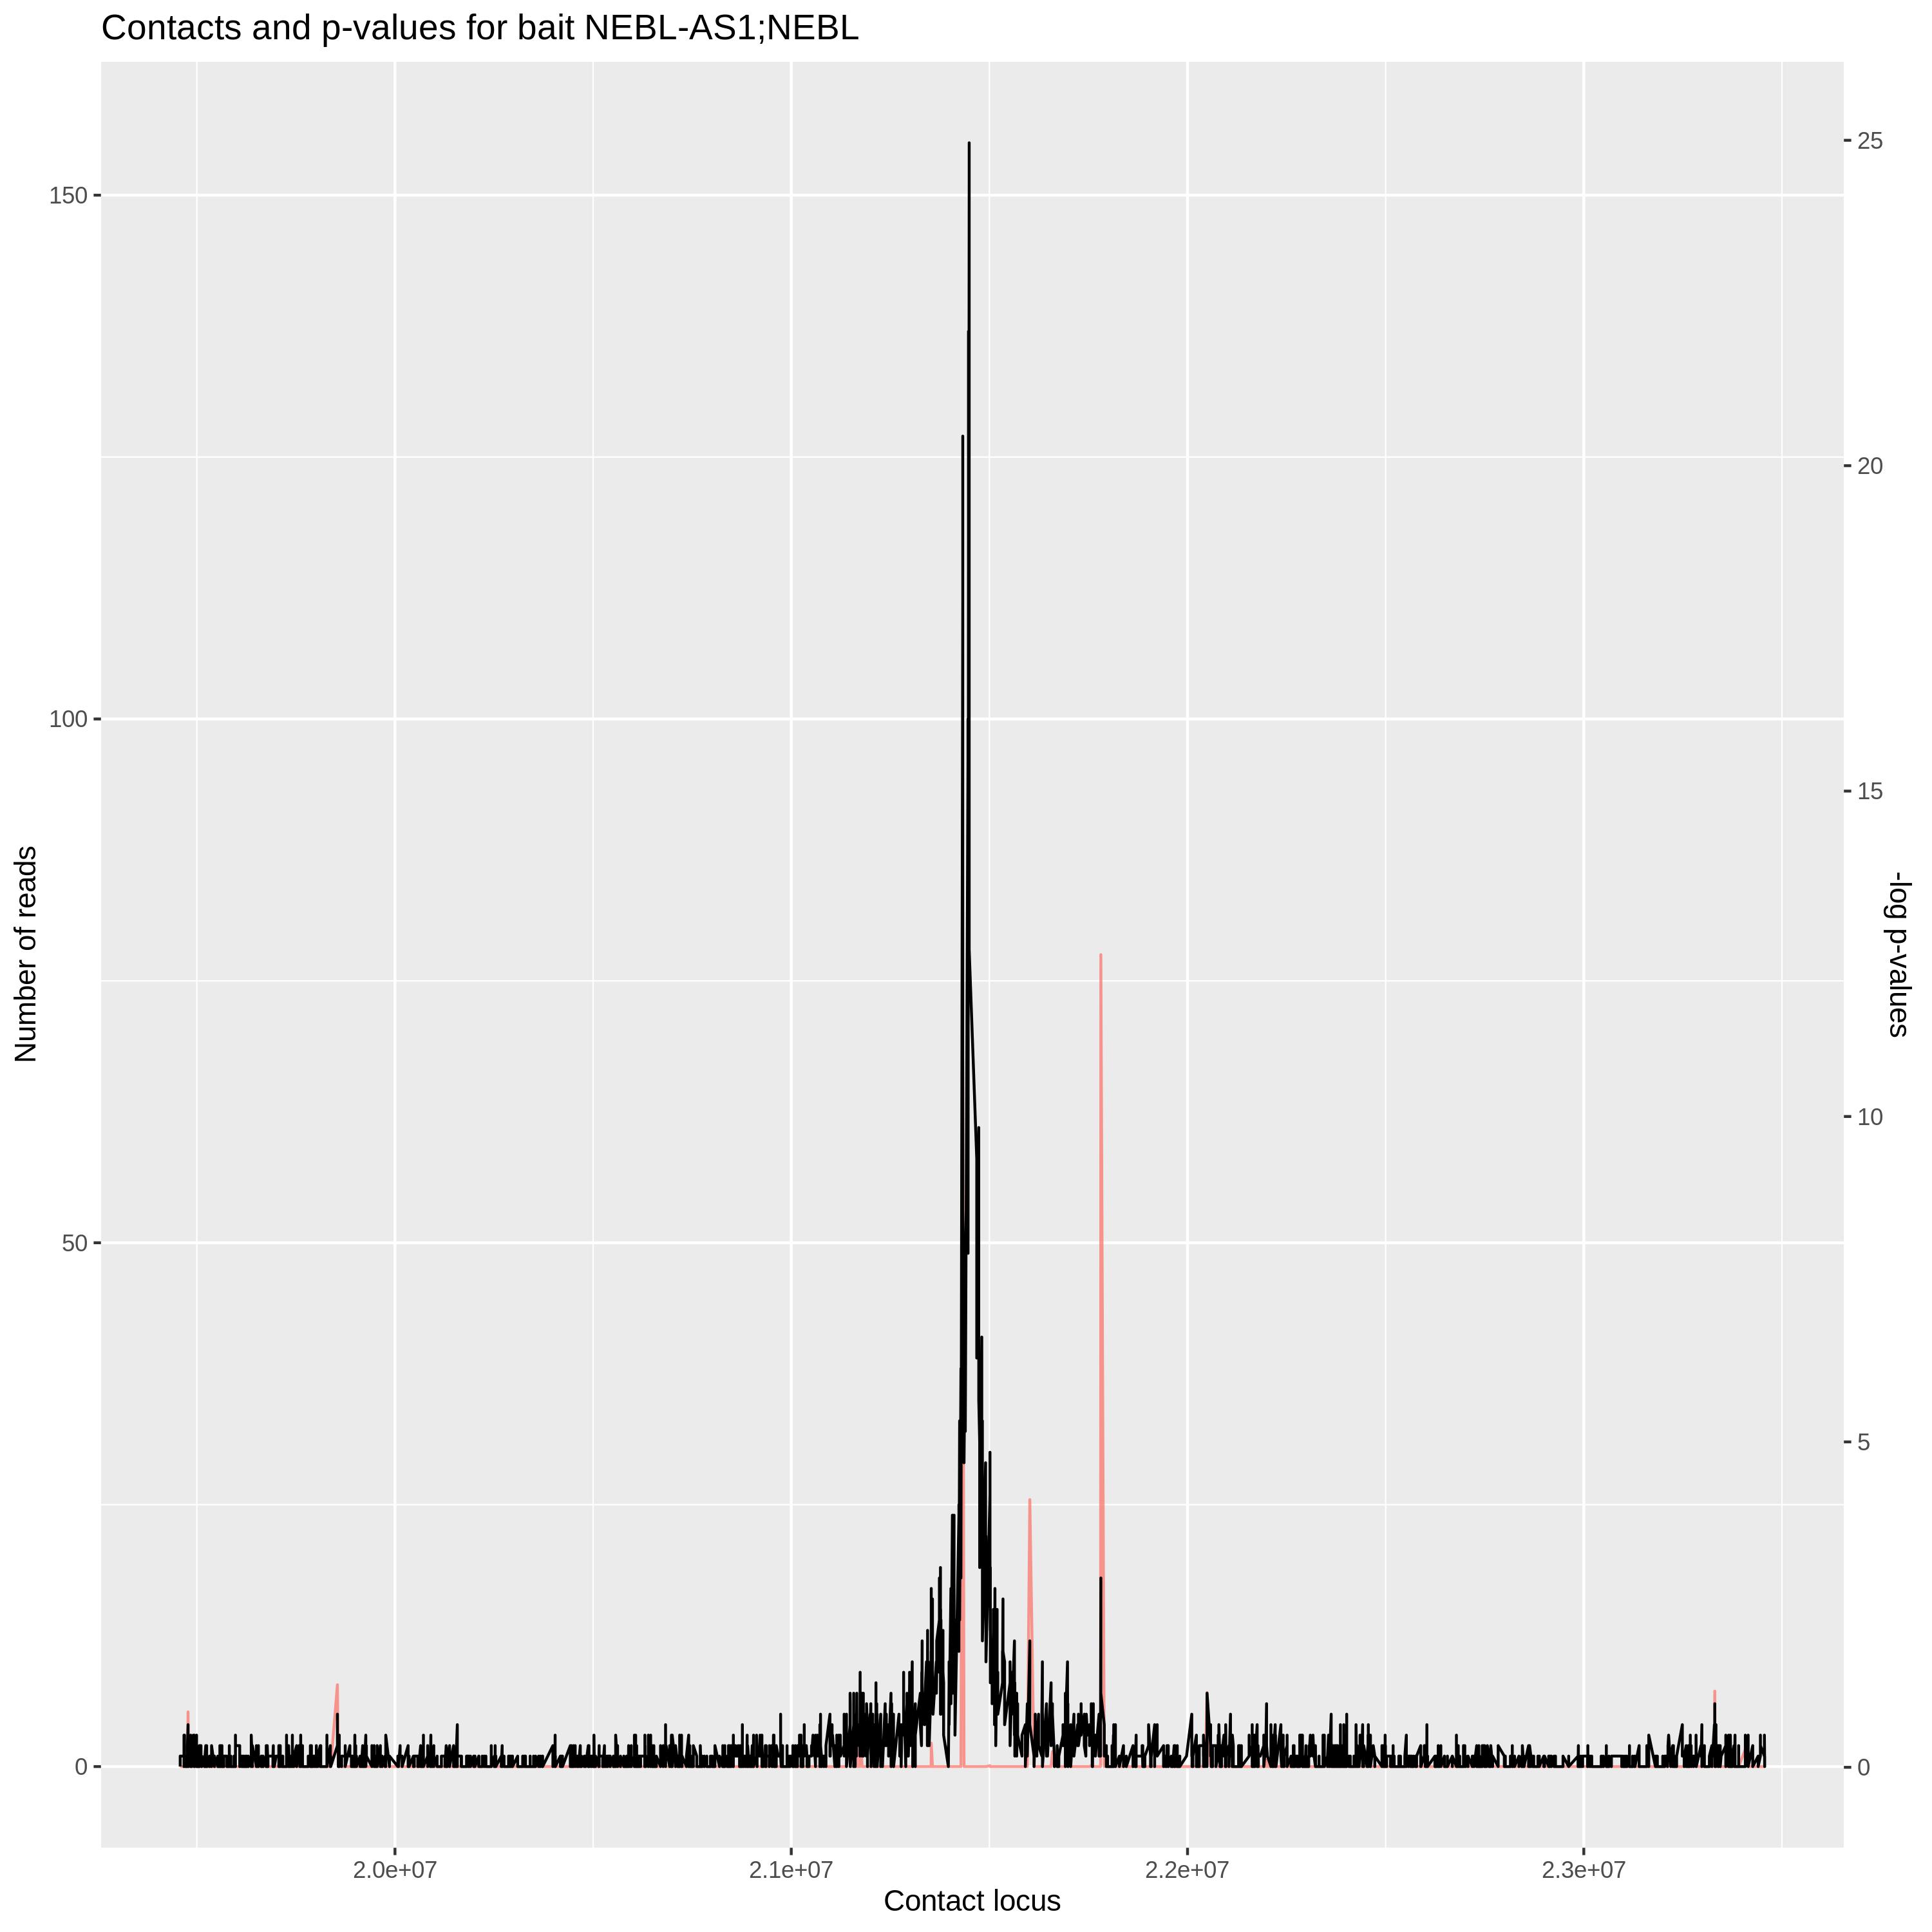 Contacts and p-values for bait NEBL-AS1;NEBL
150
100
50
0
Number of reads
25
20
15
10
5
0
-log p-values
2.0e+07
2.1e+07
2.2e+07
2.3e+07
Contact locus